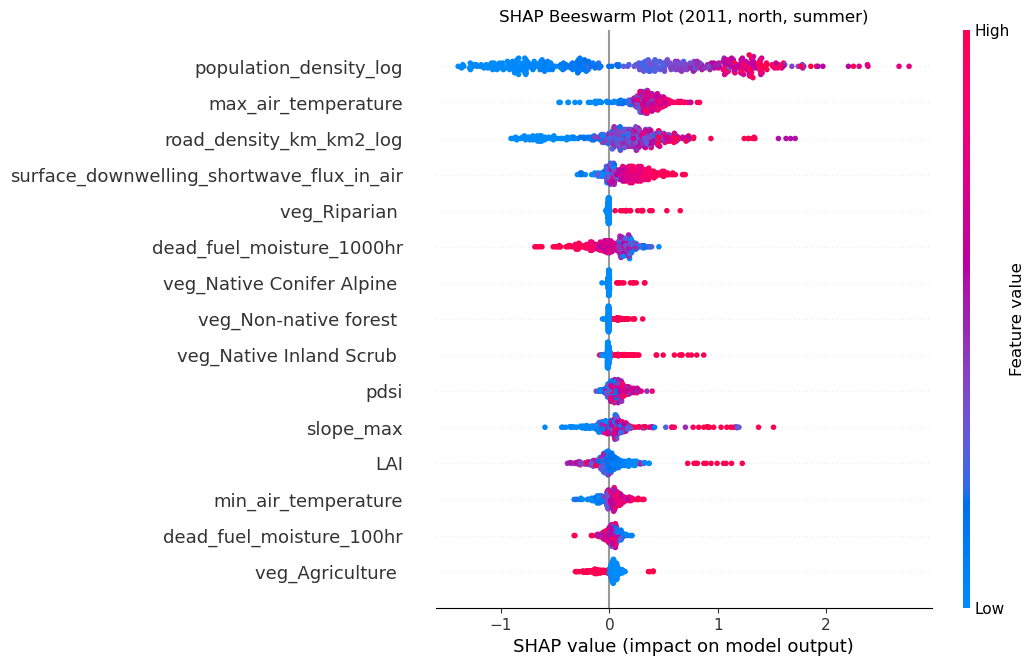 SHAP Beeswarm Plot (2011, north, summer)
High
population_density_log
max_air_temperature
road_density_km_km2_log
surface_downwelling_shortwave_flux_in_air
veg_Riparian
dead_fuel_moisture_1000hr
veg_Native Conifer Alpine
veg_Non-native forest
veg_Native Inland Scrub
pdsi
slope_max
LAI
min_air_temperature
dead_fuel_moisture_100hr
veg_Agriculture
Feature value
Low
−1 0 1 2
SHAP value (impact on model output)